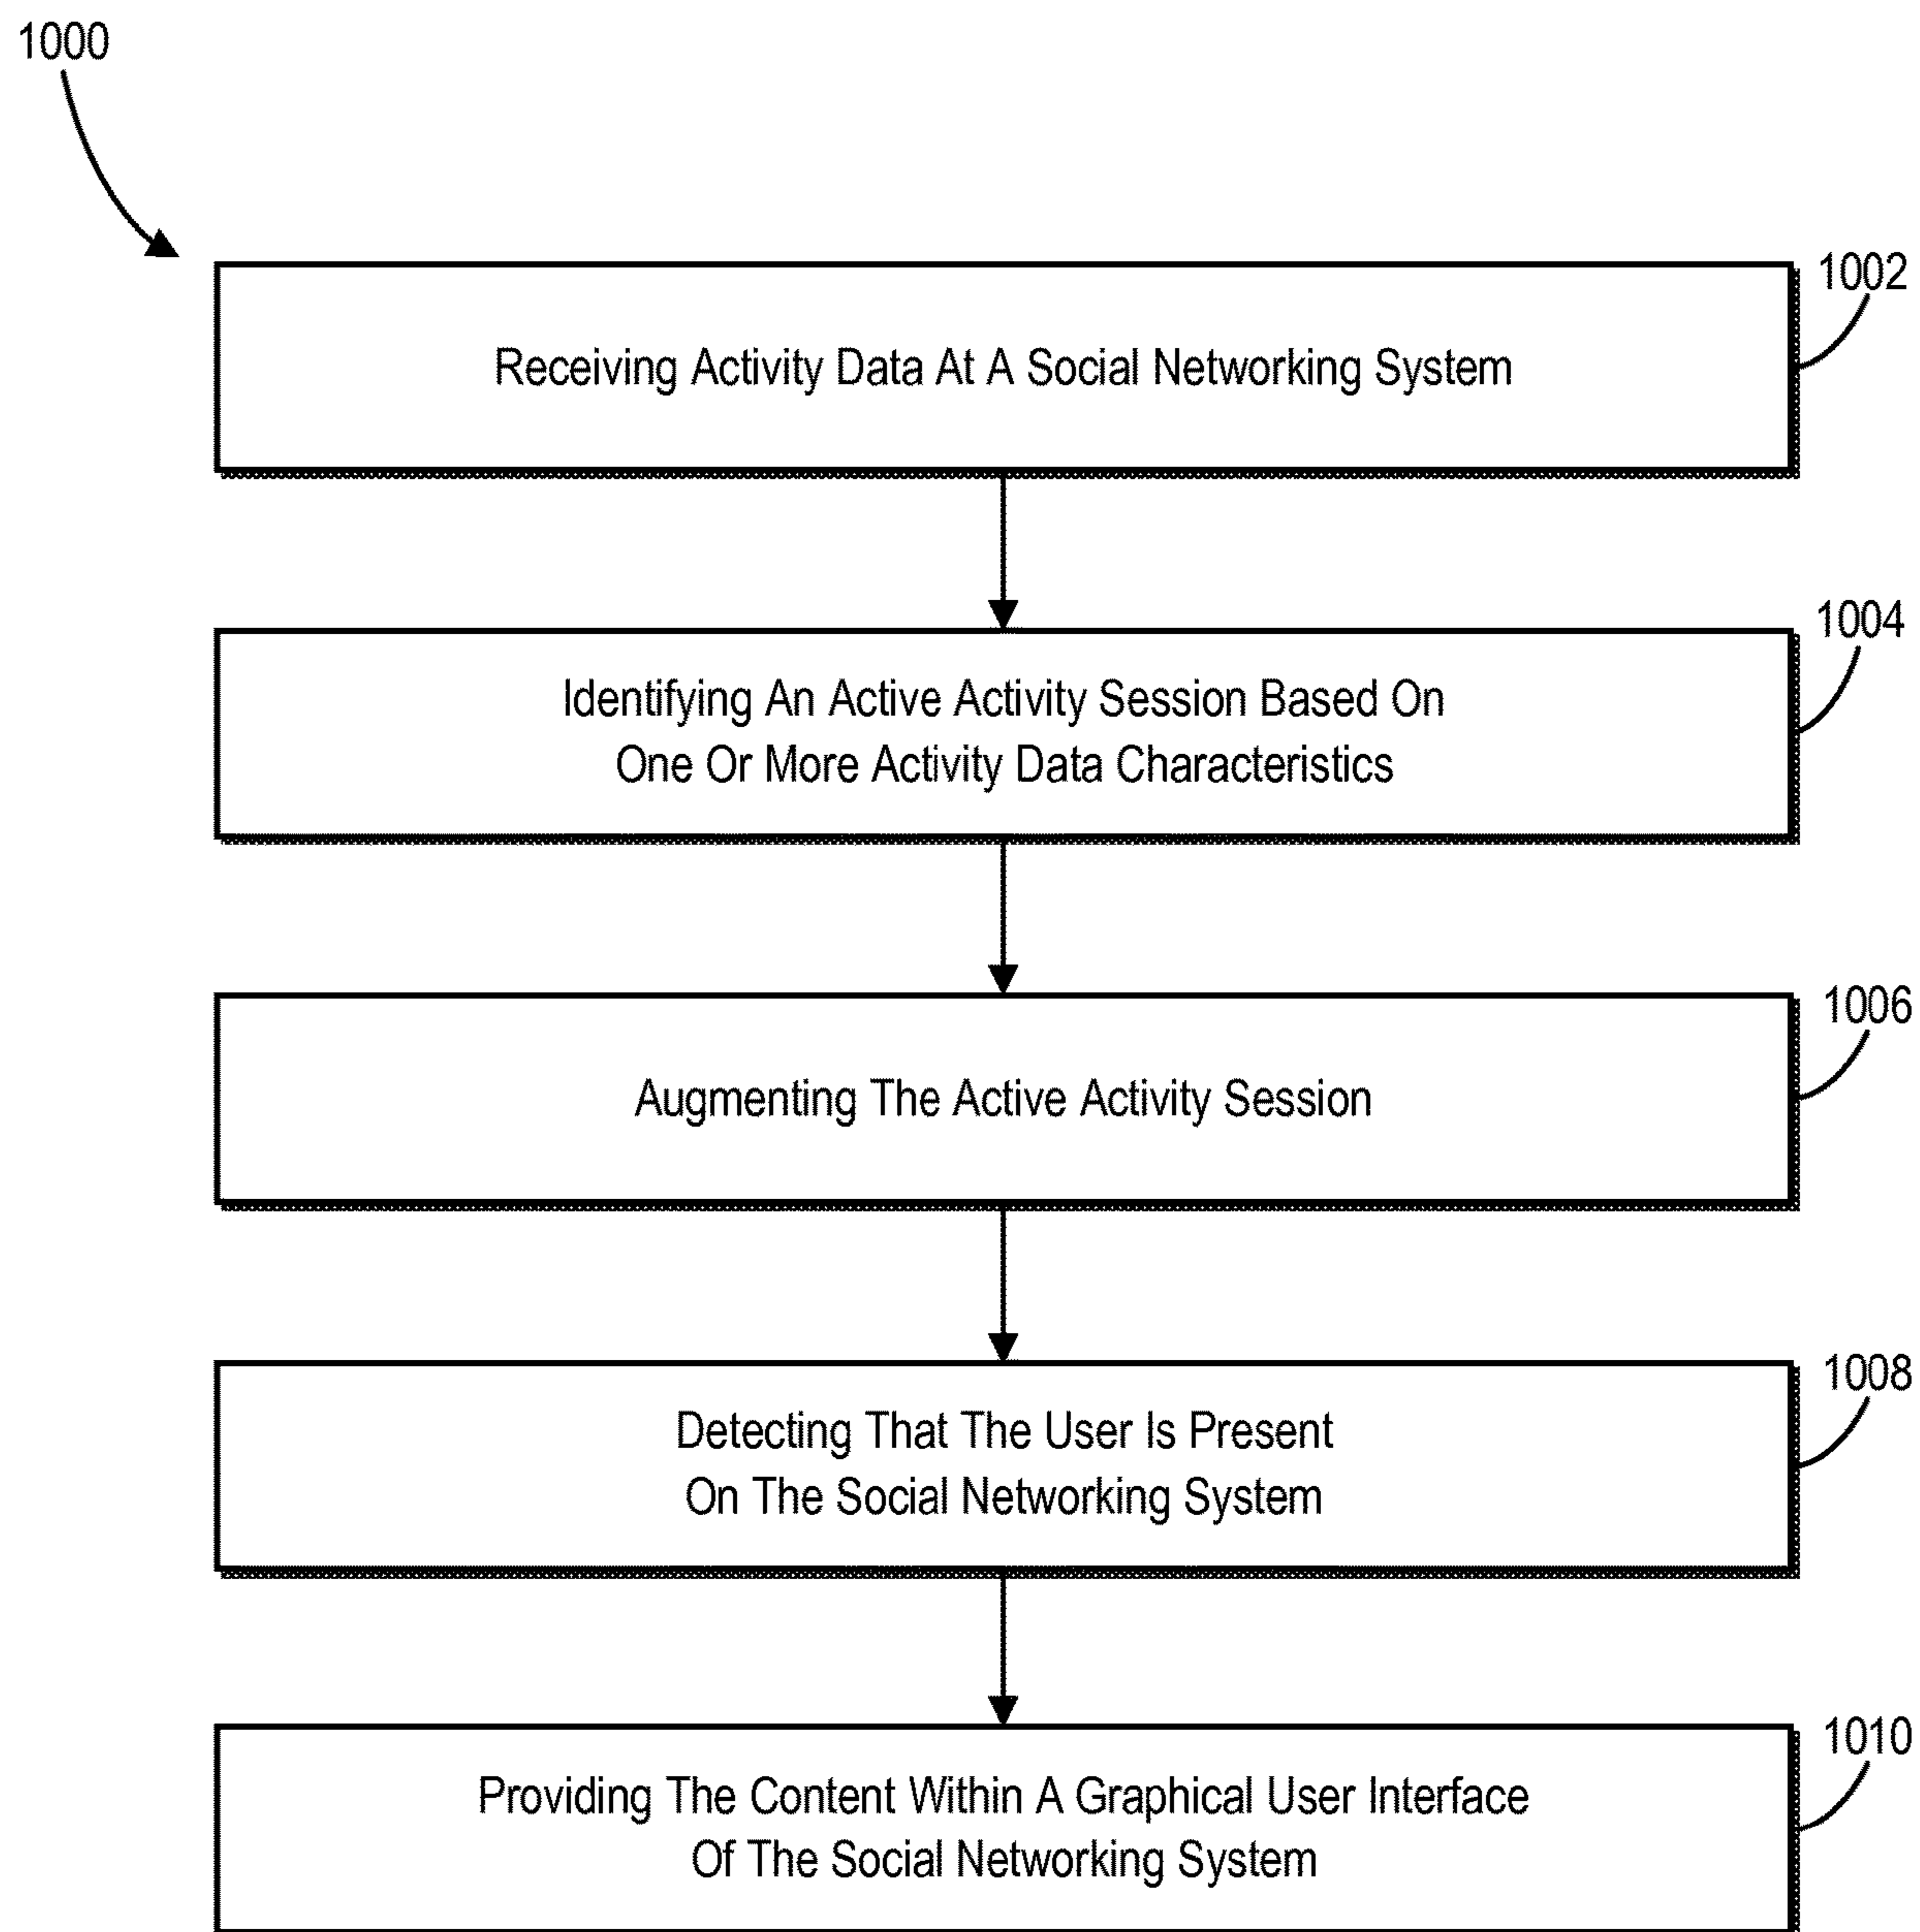 1000
1002
Receiving Activity Data At A Social Networking System
1004
Identifying An Active Activity Session Based On
One Or More Activity Data Characteristics
1006
Augmenting The Active Activity Session
1008
Detecting That The User Is Present
On The Social Networking System
1010
Providing The Content Within A Graphical User Interface
Of The Social Networking System